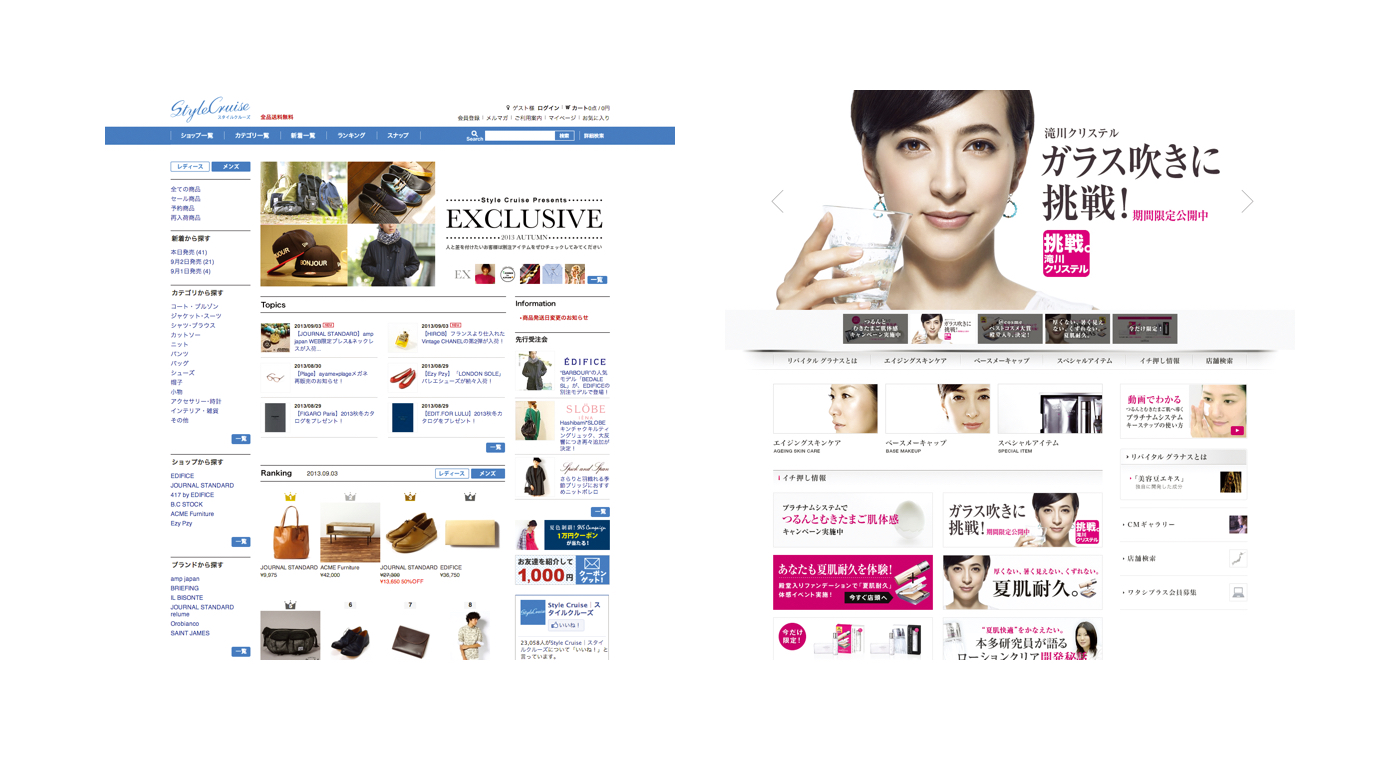 StyleCruise
スタイルクルーズ
全品送料無料
ゲスト様 ログイン カート0点 / 0円
会員登録 メルマガ ご利用案内 マイページ お気に入り
ショップ一覧 カテゴリ一覧 新着一覧 ランキング スナップ
Search 検索 詳細検索
レディース メンズ
全ての商品
セール商品
予約商品
再入荷商品
新着から探す
本日発売 (41)
9月2日発売 (21)
9月1日発売 (4)
カテゴリから探す
コート・ブルゾン
ジャケット・スーツ
シャツ・ブラウス
カットソー
ニット
パンツ
バッグ
シューズ
帽子
小物
アクセサリー・時計
インテリア・雑貨
その他
一覧
ショップから探す
EDIFICE
JOURNAL STANDARD
417 by EDIFICE
B.C STOCK
ACME Furniture
Ezy Pzy
一覧
ブランドから探す
amp japan
BRIEFING
IL BISONTE
JOURNAL STANDARD
relume
Orobianco
SAINT JAMES
一覧
BONJOUR
Style Cruise Presents
EXCLUSIVE
2013 AUTUMN
人と差を付けたいお客様は別注アイテムをぜひチェックしてみてください
EX
一覧
Topics
2013/09/03 NEW
【JOURNAL STANDARD】amp
japan WEB限定ブレス&ネックレ
スが入荷...
2013/09/03 NEW
【HIROB】フランスより仕入れた
Vintage CHANELの第2弾が入荷！
2013/08/30
【Plage】ayame×plageメガネ
再販売のお知らせ！
2013/08/29
【Ezy Pzy】「LONDON SOLE」
バレエシューズが続々入荷！
2013/08/29
【FIGARO Paris】2013秋冬カタ
ログをプレゼント！
2013/08/29
【EDIT.FOR LULU】2013秋冬カ
タログをプレゼント！
一覧
Ranking 2013.09.03 レディース メンズ
JOURNAL STANDARD
¥9,975
ACME Furniture
¥42,000
JOURNAL STANDARD
¥27,300
¥13,650 50%OFF
EDIFICE
¥36,750
6
7
8
Information
商品発送日変更のお知らせ
先行受注会
ÉDIFICE
"BARBOUR"の人気
モデル「BEDALE
SL」が、EDIFICEの
別注モデルで登場！
SLÔBE
IENA
Hashibami*SLOBE
キンチャクキルティ
ングリュック、大反
響につき再々追加が
決定！
Spick and Span
さらりと羽織れる季
節ブリッジにおすす
めニットボレロ
一覧
1万円クーポン
が当たる！
お友達を紹介して
1,000円
クーポン
ゲット！
Style Cruise｜ス
タイルクルーズ
いいね！
23,058人がStyle Cruise｜スタイ
ルクルーズについて「いいね！」と
言っています。
滝川クリステル
ガラス吹きに
挑戦！
期間限定公開中
挑戦。
滝川
クリステル
つるんと
むきたまご肌体感
キャンペーン実施中
ガラス吹きに
挑戦！
@cosme
ベストコスメ大賞
殿堂入り、決定！
厚くない、暑く見え
ない、くずれない。
夏肌耐久。
今だけ限定！
リバイタル グラナスとは エイジングスキンケア ベースメーキャップ スペシャルアイテム イチ押し情報 店舗検索
エイジングスキンケア
AGEING SKIN CARE
ベースメーキャップ
BASE MAKEUP
スペシャルアイテム
SPECIAL ITEM
イチ押し情報
プラチナムシステムで
つるんとむきたまご肌体感
キャンペーン実施中
ガラス吹きに
挑戦！期間限定公開中
挑戦。
滝川
クリステル
あなたも夏肌耐久を体験！
殿堂入りファンデーションで「夏肌耐久」
体感イベント実施！
今すぐ店頭へ
厚くない、暑く見えない、くずれない。
夏肌耐久。
今だけ
限定！
"夏肌快適"をかなえたい。
本多研究員が語る
ローションクリア開発秘話
動画でわかる
つるんとむきたまご肌へ導く
プラチナムシステム
キーステップの使い方
リバイタル グラナスとは
「美容豆エキス」
独自に開発した成分
CMギャラリー
店舗検索
ワタシプラス会員募集